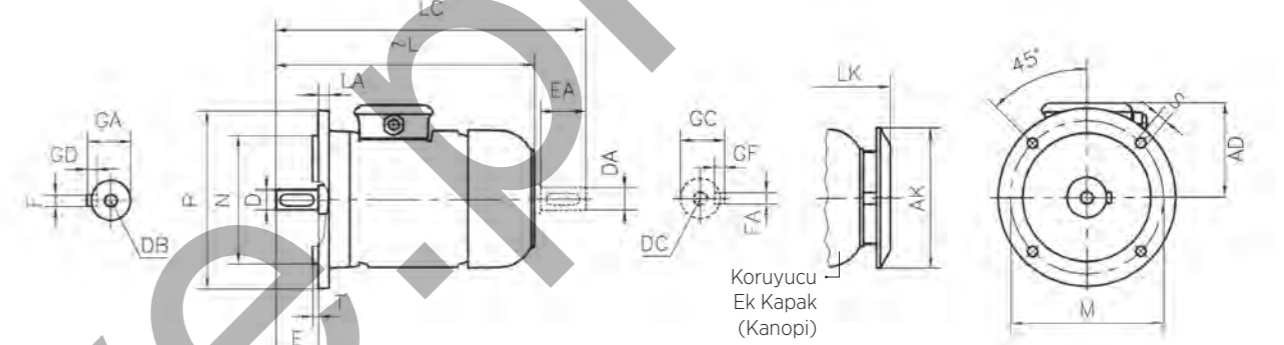 LC
~L
LA
EA
GA
GD
F
DB
P
N
D
T
E
DA
GC
GF
FA
DC
LK
AK
Koruyucu
Ek Kapak
(Kanopi)
45°
S
AD
M